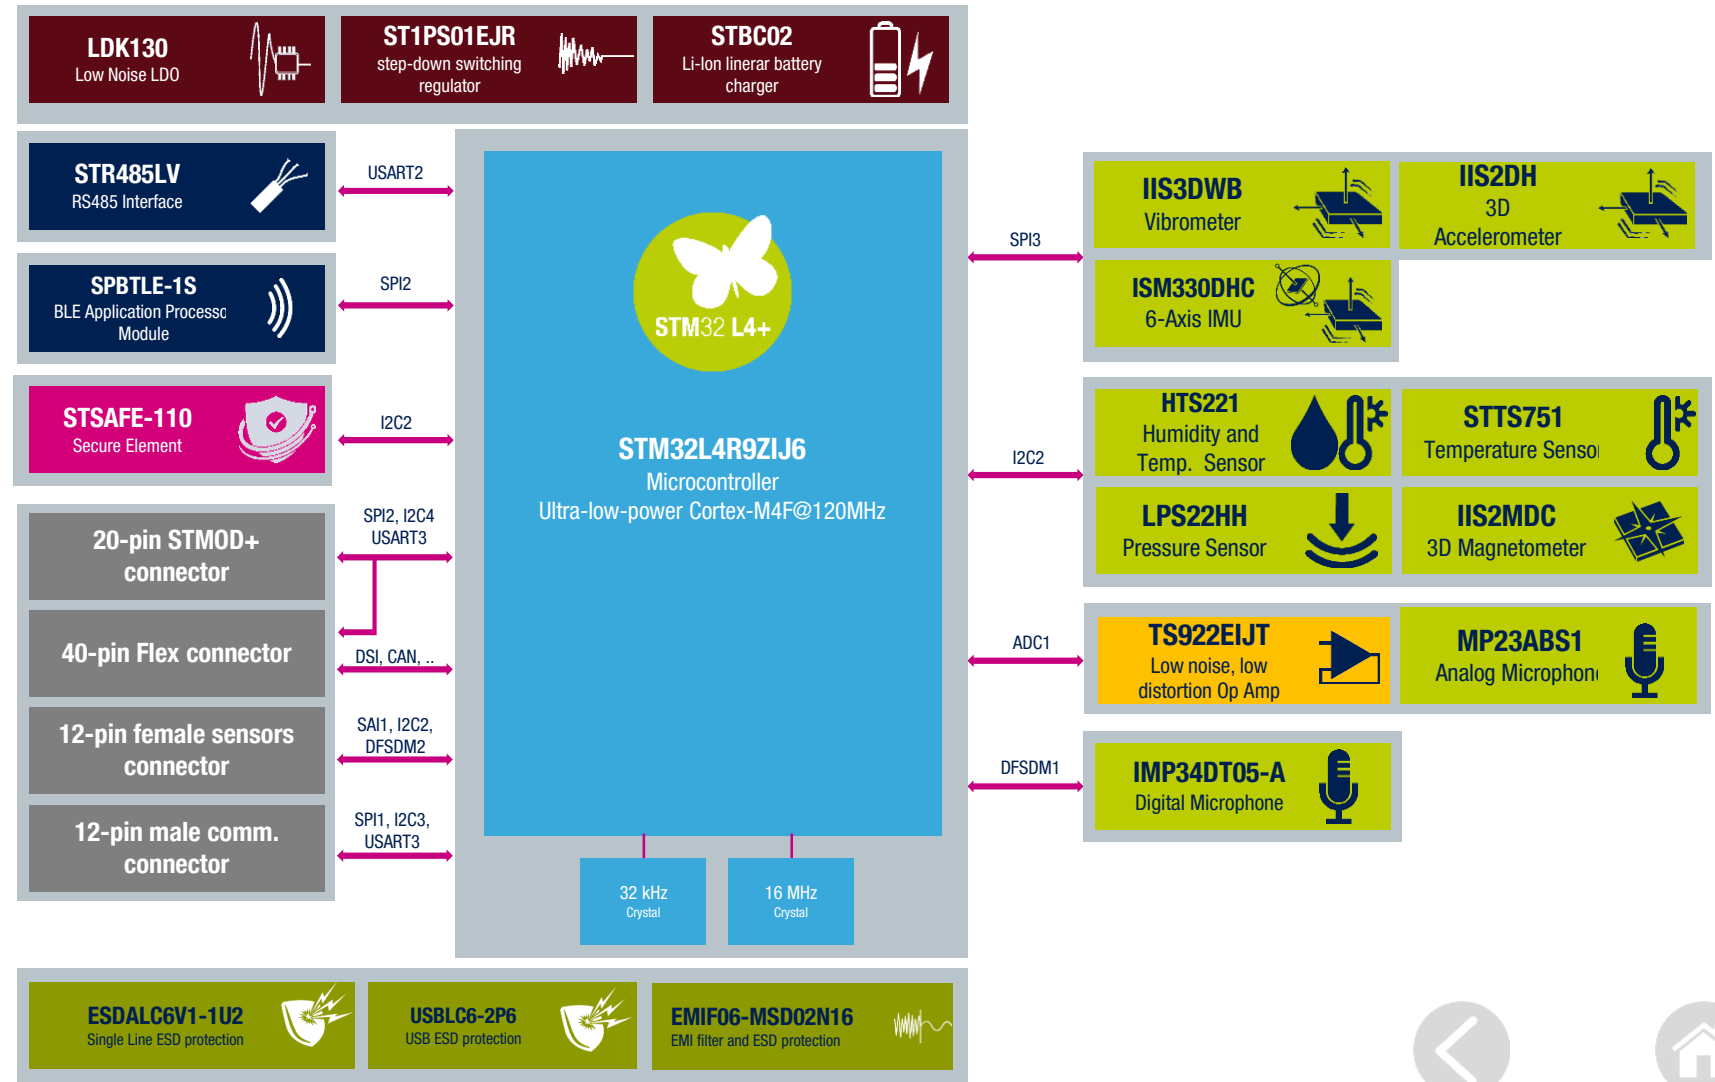 LDK130
Low Noise LDO
ST1PS01EJR
step-down switching
regulator
STBC02
Li-Ion linerar battery
charger
STR485LV
RS485 Interface
USART2
SPBTLE-1S
BLE Application Processo
Module
SPI2
STSAFE-110
Secure Element
I2C2
20-pin STMOD+
connector
SPI2, I2C4
USART3
40-pin Flex connector
DSI, CAN, ..
12-pin female sensors
connector
SAI1, I2C2,
DFSDM2
12-pin male comm.
connector
SPI1, I2C3,
USART3
STM32 L4+
STM32L4R9ZIJ6
Microcontroller
Ultra-low-power Cortex-M4F@120MHz
32 kHz
Crystal
16 MHz
Crystal
SPI3
IIS3DWB
Vibrometer
IIS2DH
3D
Accelerometer
ISM330DHC
6-Axis IMU
I2C2
HTS221
Humidity and
Temp. Sensor
STTS751
Temperature Senso
LPS22HH
Pressure Sensor
IIS2MDC
3D Magnetometer
ADC1
TS922EIJT
Low noise, low
distortion Op Amp
MP23ABS1
Analog Microphon
DFSDM1
IMP34DT05-A
Digital Microphone
ESDALC6V1-1U2
Single Line ESD protection
USBLC6-2P6
USB ESD protection
EMIF06-MSD02N16
EMI filter and ESD protection